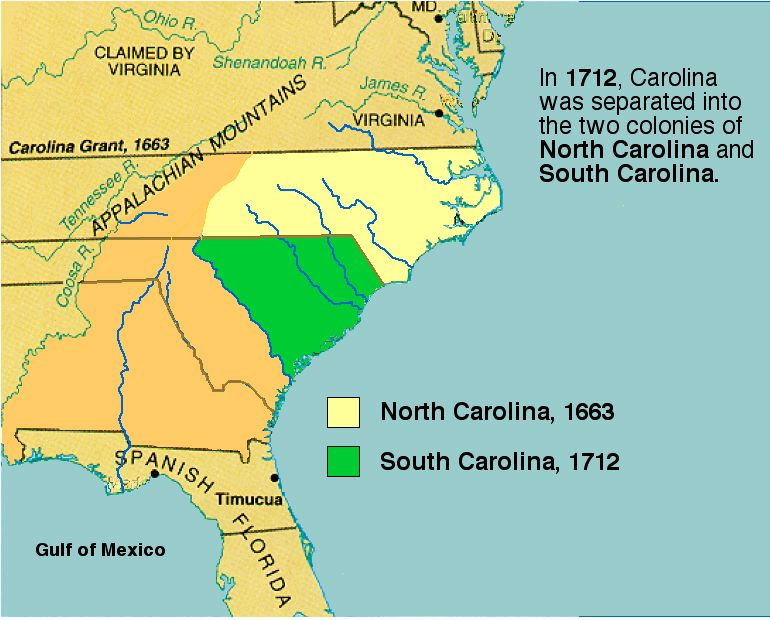 MD.
D.
Ohio R.
CLAIMED BY
VIRGINIA
Shenandoah R.
James R.
VIRGINIA
In 1712, Carolina
was separated into
the two colonies of
North Carolina and
South Carolina.
Carolina Grant, 1663
APPALACHIAN MOUNTAINS
Tennessee R.
Coosa R.
North Carolina, 1663
South Carolina, 1712
SPANISH
FLORIDA
Timucua
Gulf of Mexico